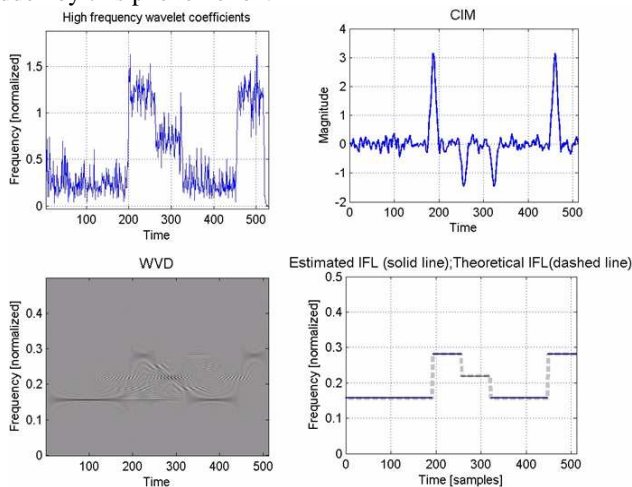 High frequency wavelet coefficients
Frequency [normalized]
1.5
1
0.5
0
100 200 300 400 500
Time
CIM
Magnitude
4
3
2
1
0
-1
-2
0 100 200 300 400 500
Time
WVD
Frequency [normalized]
0.4
0.3
0.2
0.1
0
100 200 300 400 500
Time
Estimated IFL (solid line);Theoretical IFL(dashed line)
Frequency [normalized]
0.5
0.4
0.3
0.2
0.1
0
0 100 200 300 400 500
Time [samples]